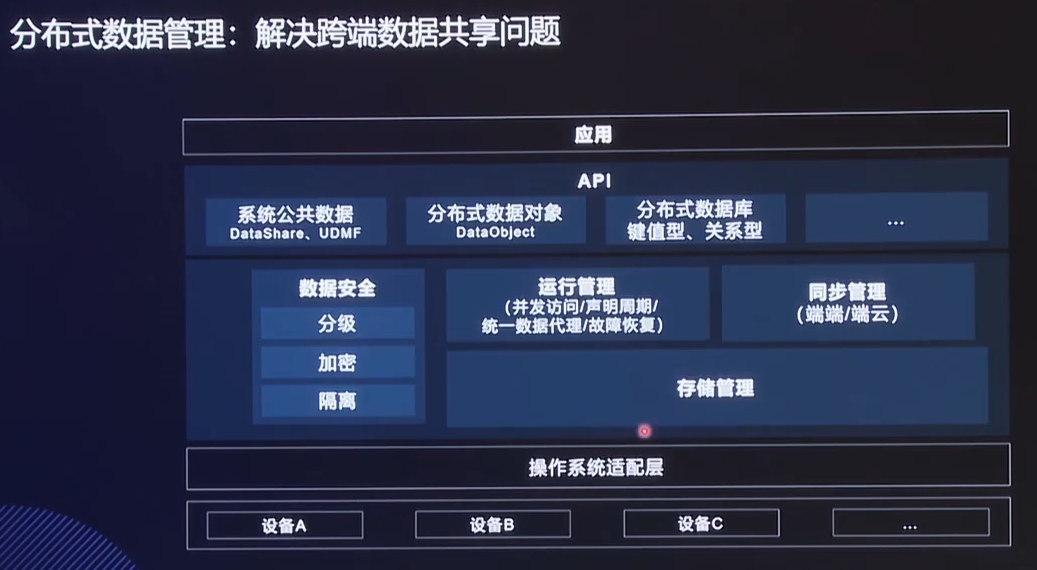 分布式数据管理：解决跨端数据共享问题
应用
API
系统公共数据
DataShare、UDMF
分布式数据对象
DataObject
分布式数据库
键值型、关系型
...
数据安全
分级
加密
隔离
运行管理
（并发访问/声明周期/
统一数据代理/故障恢复）
同步管理
（端端/端云）
存储管理
操作系统适配层
设备A
设备B
设备C
...